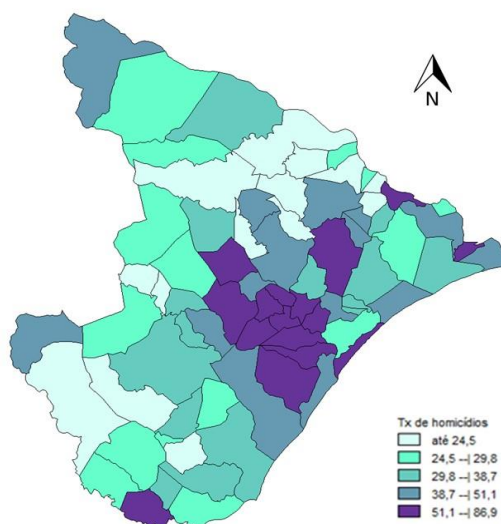 N
Tx de homicídios
até 24,5
24,5 --| 29,8
29,8 --| 38,7
38,7 --| 51,1
51,1 --| 86,9